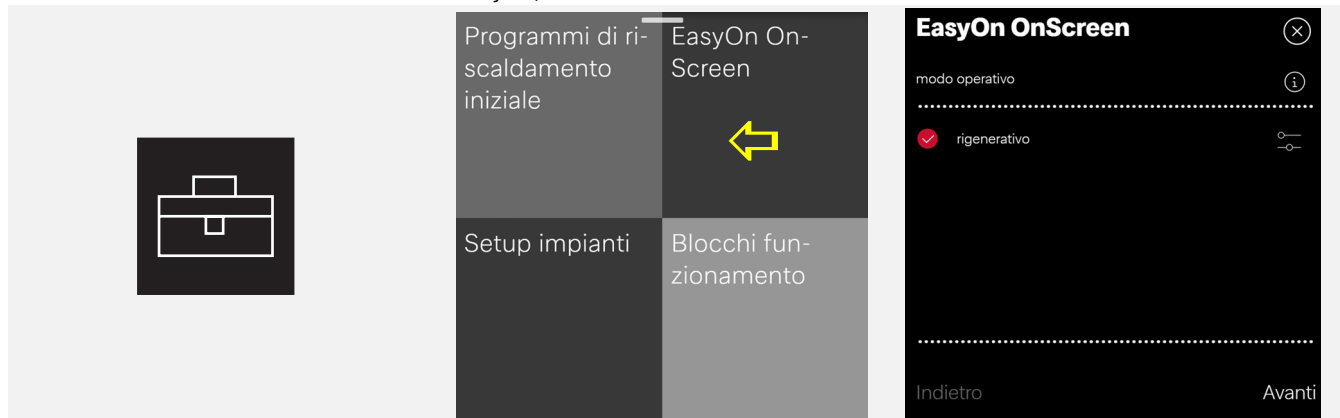 Programmi di ri-
scaldamento
iniziale
EasyOn On-
Screen
Setup impianti
Blocchi fun-
zionamento
EasyOn OnScreen
modo operativo
rigenerativo
Indietro
Avanti